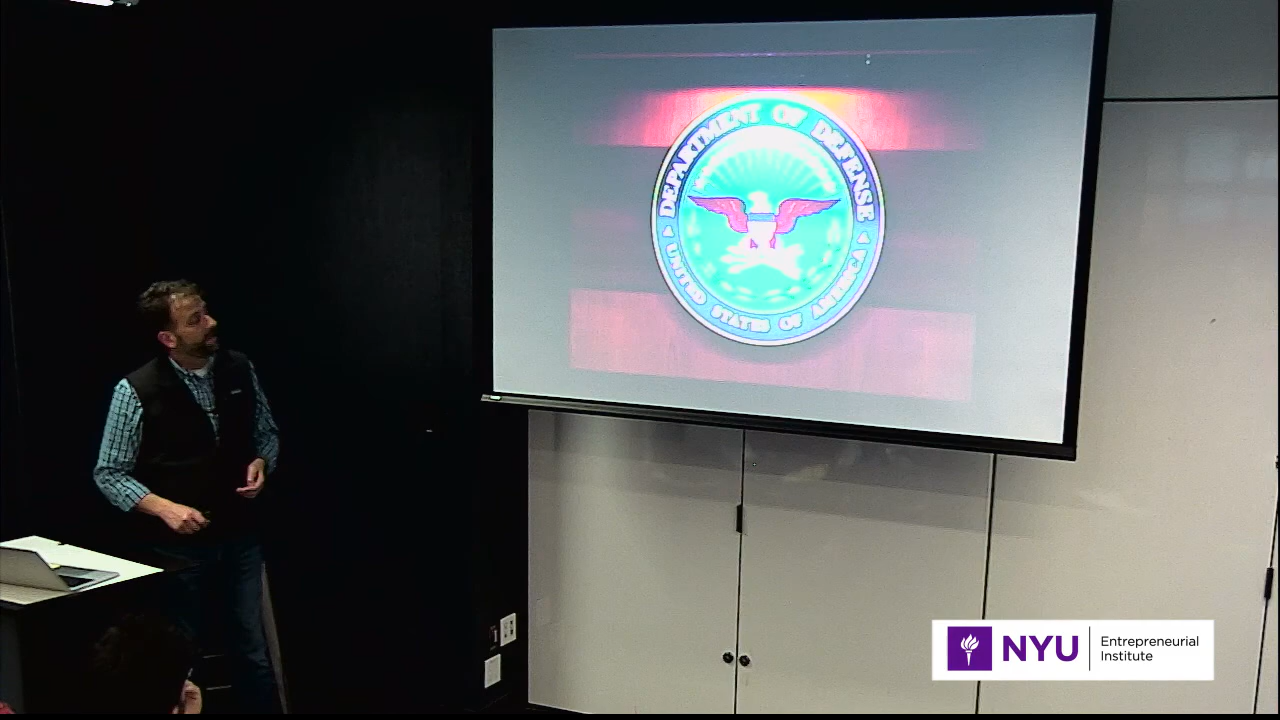 DEPARTMENT OF DEFENSE
UNITED STATES OF AMERICA
NYU
Entrepreneurial
Institute